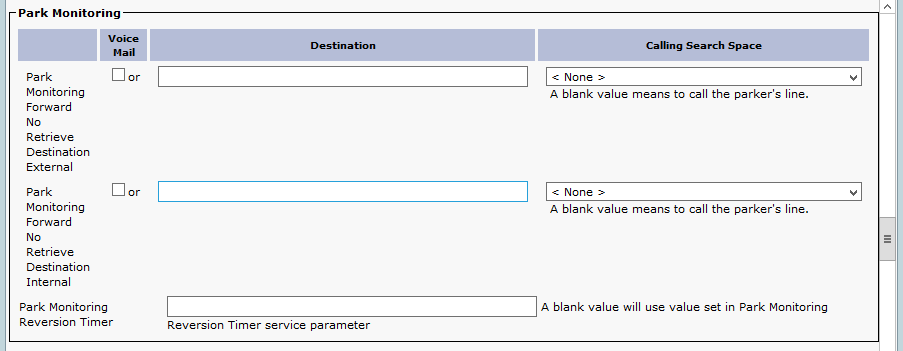 Park Monitoring
Voice Mail
Destination
Calling Search Space
Park
Monitoring
Forward
No
Retrieve
Destination
External
or
< None >
A blank value means to call the parker's line.
Park
Monitoring
Forward
No
Retrieve
Destination
Internal
or
< None >
A blank value means to call the parker's line.
Park Monitoring
Reversion Timer
A blank value will use value set in Park Monitoring
Reversion Timer service parameter